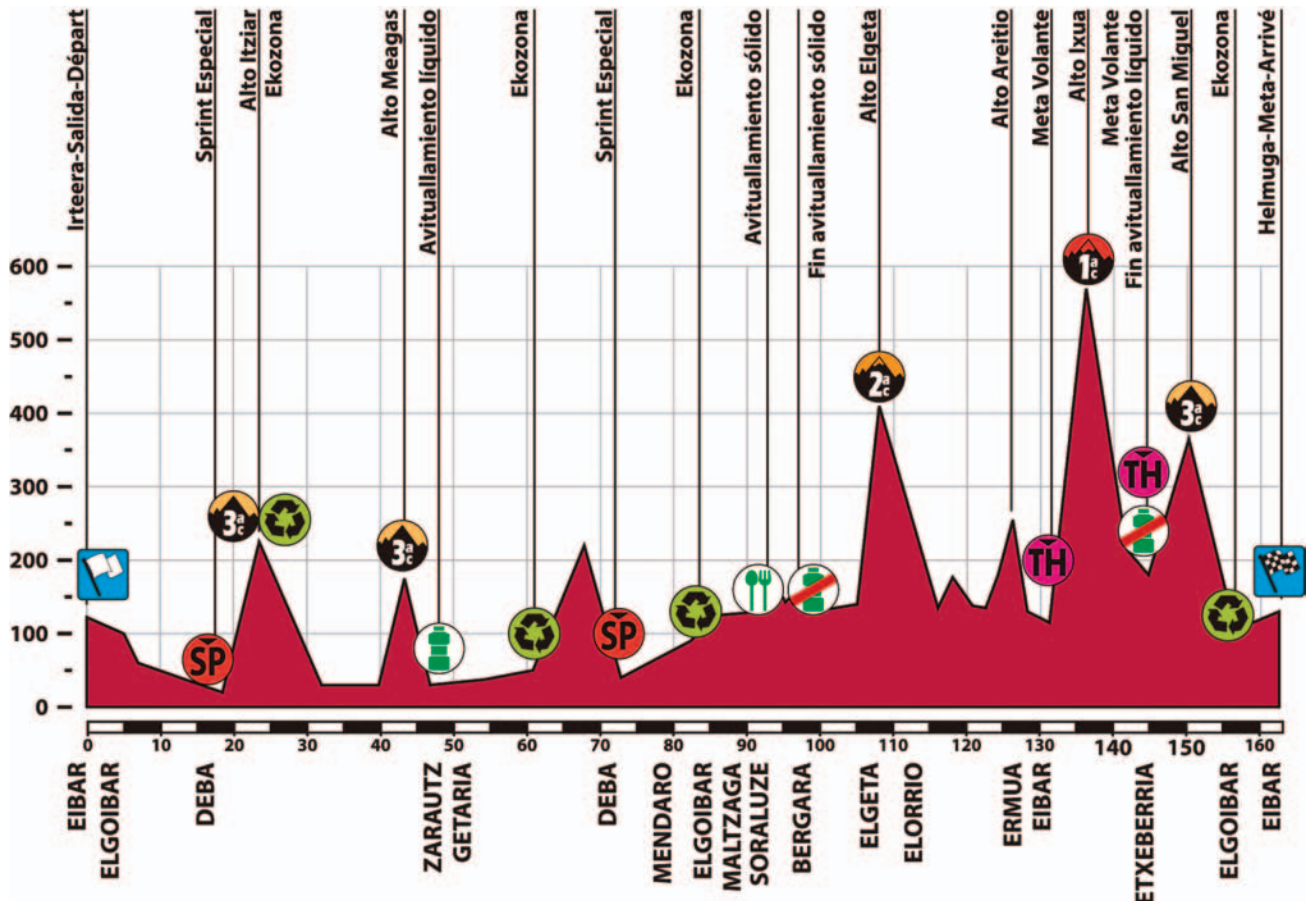 Irteera-Salida-Départ
Sprint Especial
Alto Itziar
Ekozona
Alto Meagas
Avituallamiento líquido
Ekozona
Sprint Especial
Ekozona
Avituallamiento sólido
Fin avituallamiento sólido
Alto Elgeta
Alto Areitio
Meta Volante
Alto Ixua
Meta Volante
Fin avituallamiento líquido
Alto San Miguel
Ekozona
Helmuga-Meta-Arrivé
600
500
400
300
200
100
0
1ªc
2ªc
3ªc
TH
3ªc
3ªc
TH
SP
SP
0 10 20 30 40 50 60 70 80 90 100 110 120 130 140 150 160
EIBAR
ELGOIBAR
DEBA
ZARAUTZ
GETARIA
DEBA
MENDARO
ELGOIBAR
MALTZAGA
SORALUZE
BERGARA
ELGETA
ELORRIO
ERMUA
EIBAR
ETXEBERRIA
ELGOIBAR
EIBAR